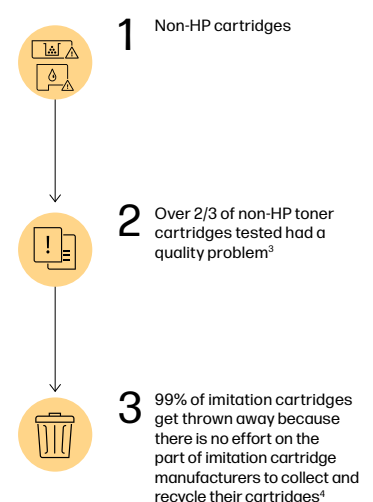 1 Non-HP cartridges
2 Over 2/3 of non-HP toner
cartridges tested had a
quality problem³
3 99% of imitation cartridges
get thrown away because
there is no effort on the
part of imitation cartridge
manufacturers to collect and
recycle their cartridges⁴